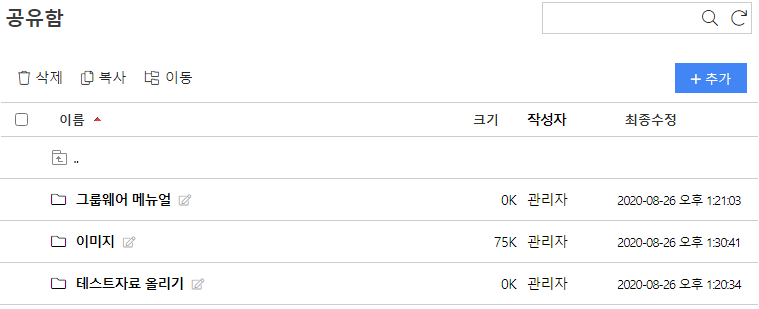 공유함
삭제 복사 이동 + 추가
이름 크기 작성자 최종수정
..
그룹웨어 메뉴얼 0K 관리자 2020-08-26 오후 1:21:03
이미지 75K 관리자 2020-08-26 오후 1:30:41
테스트자료 올리기 0K 관리자 2020-08-26 오후 1:20:34